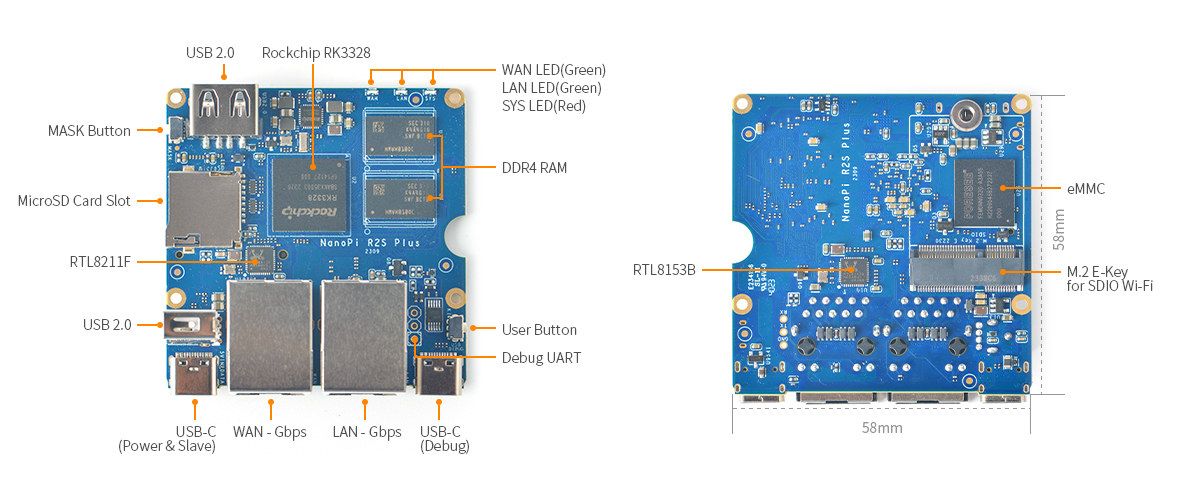 USB 2.0
Rockchip RK3328
WAN LED(Green)
LAN LED(Green)
SYS LED(Red)
MASK Button
DDR4 RAM
MicroSD Card Slot
RTL8211F
USB 2.0
User Button
Debug UART
USB-C
(Power & Slave)
WAN - Gbps
LAN - Gbps
USB-C
(Debug)
WAN
LAN
SYS
Rockchip
RK3328
NanoPi R2S Plus
2309
eMMC
RTL8153B
M.2 E-Key
for SDIO Wi-Fi
58mm
58mm
NanoPi R2S Plus
2309